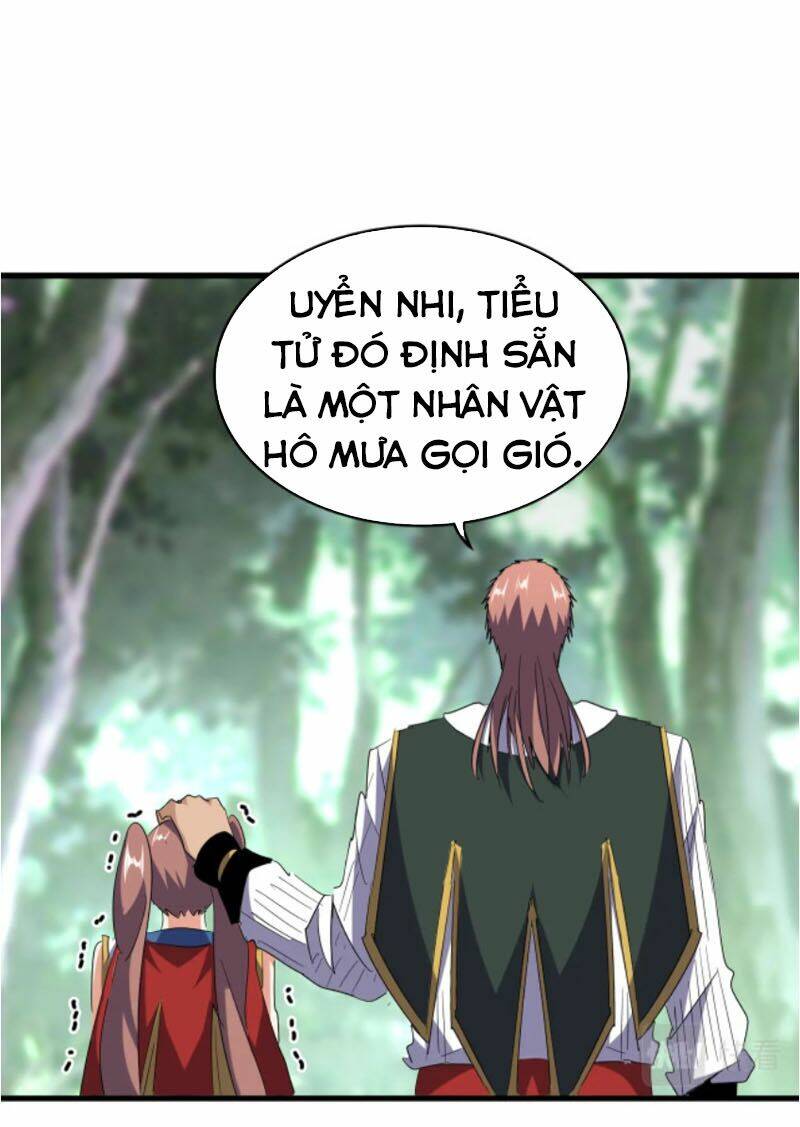 UYỂN NHI, TIỂU
TỬ ĐÓ ĐỊNH SẴN
LÀ MỘT NHÂN VẬT
HÔ MƯA GỌI GIÓ.